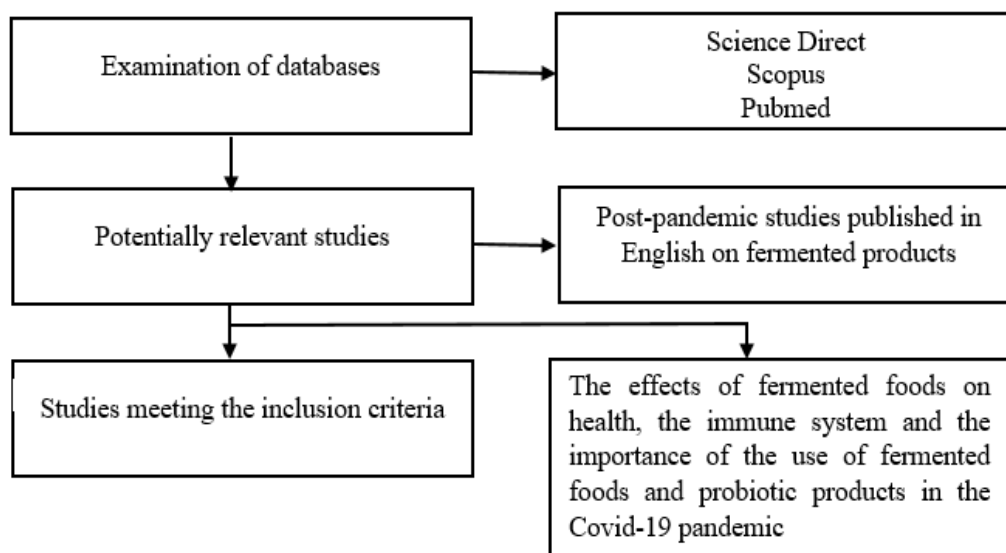 Examination of databases
Science Direct
Scopus
Pubmed
Potentially relevant studies
Post-pandemic studies published in
English on fermented products
Studies meeting the inclusion criteria
The effects of fermented foods on
health, the immune system and the
importance of the use of fermented
foods and probiotic products in the
Covid-19 pandemic